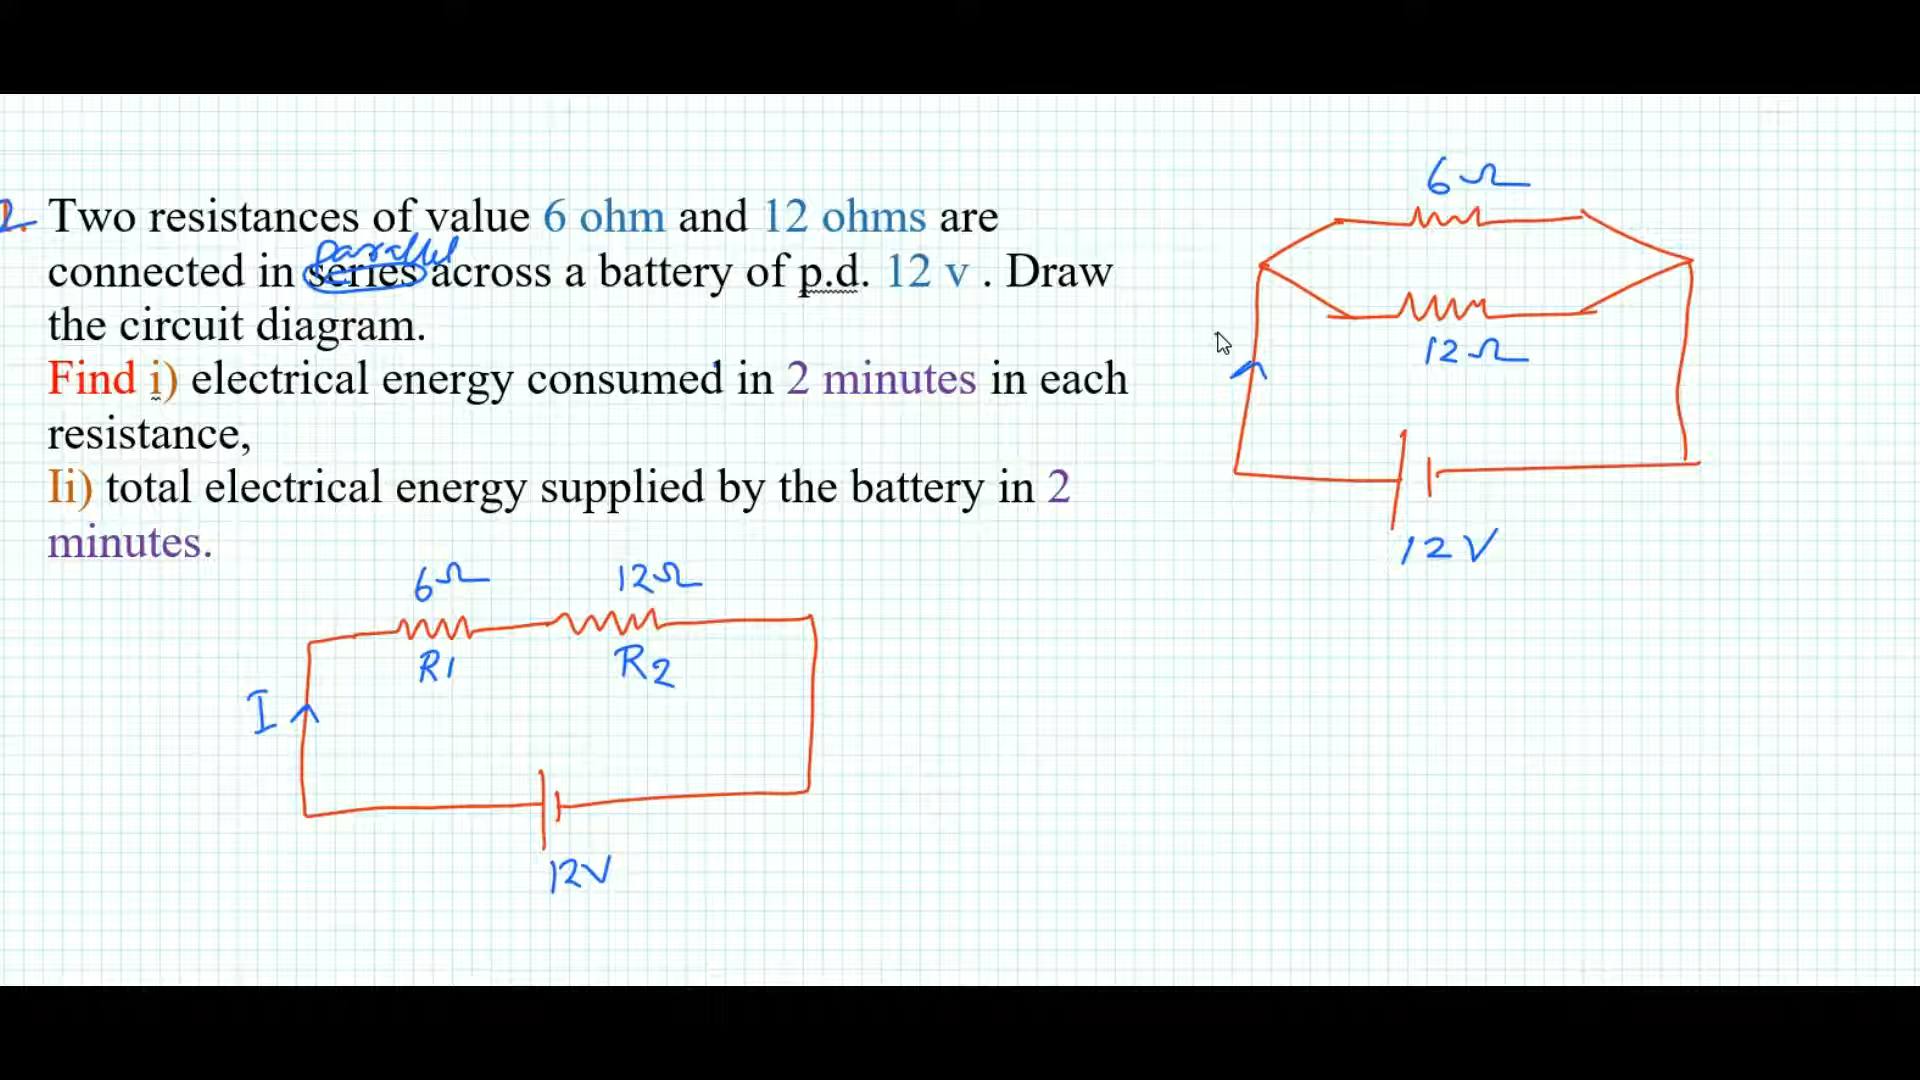 2. Two resistances of value 6 ohm and 12 ohms are
parallel
connected in series across a battery of p.d. 12 v . Draw
the circuit diagram.
Find i) electrical energy consumed in 2 minutes in each
resistance,
Ii) total electrical energy supplied by the battery in 2
minutes.
6Ω 12Ω
R1 R2
I
12V
6Ω
12Ω
12V